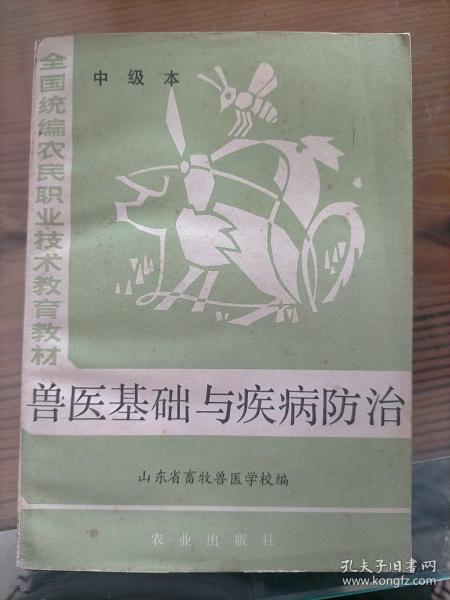 全国统编农民职业技术教育教材
中级本
兽医基础与疾病防治
山东省畜牧兽医学校编
农业出版社
孔夫子旧书网
www.kongfz.com